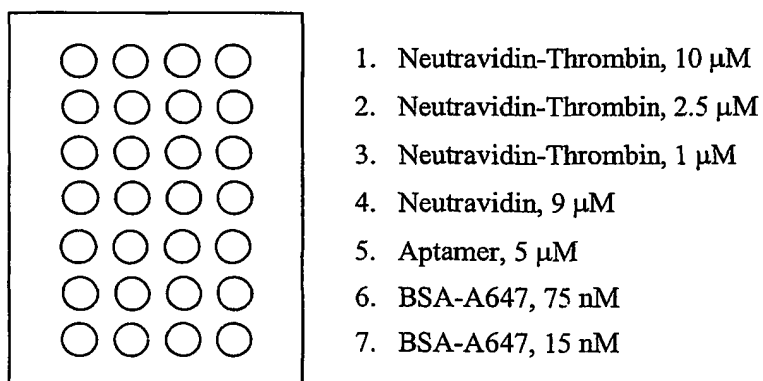 1. Neutravidin-Thrombin, 10 μM
2. Neutravidin-Thrombin, 2.5 μM
3. Neutravidin-Thrombin, 1 μM
4. Neutravidin, 9 μM
5. Aptamer, 5 μM
6. BSA-A647, 75 nM
7. BSA-A647, 15 nM